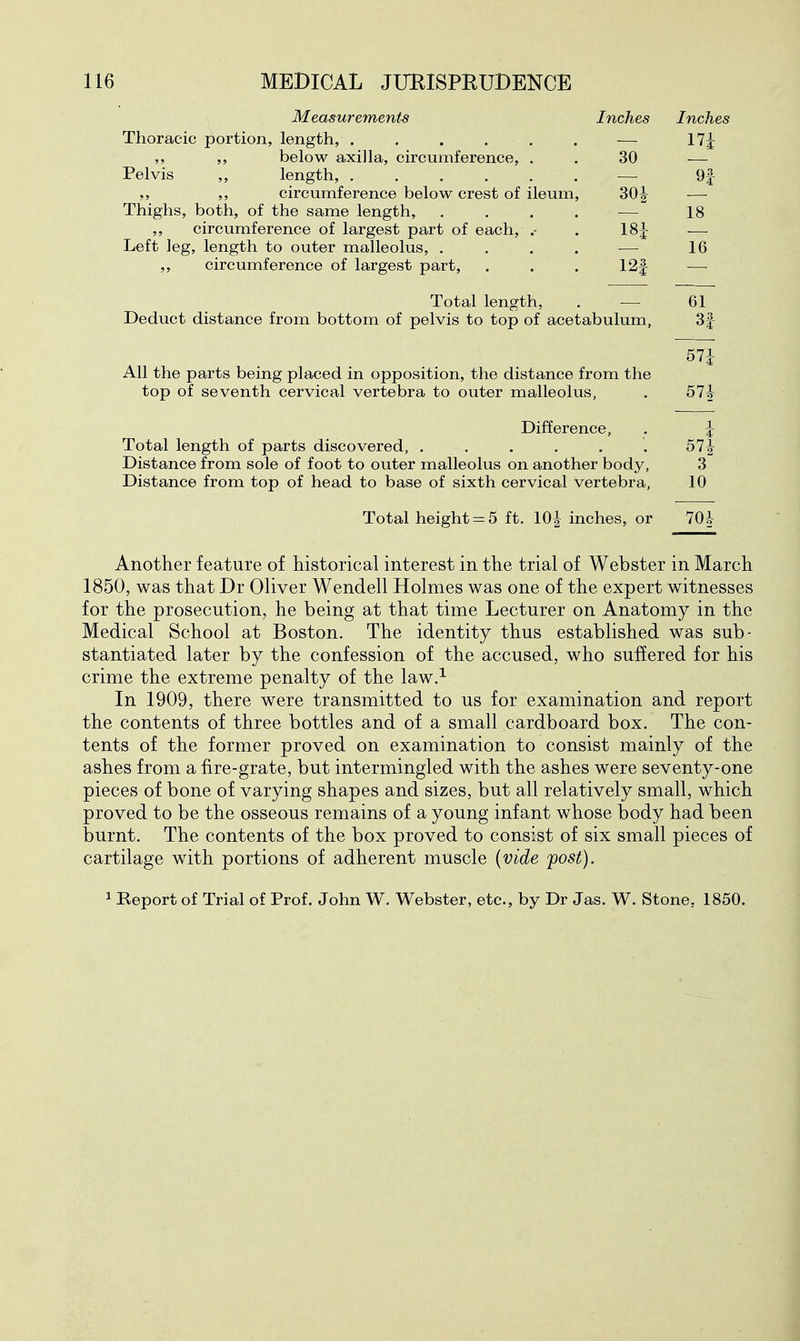 116 MEDICAL JURISPRUDENCE
Measurements Inches Inches
Thoracic portion, length, . . . . . . — 17¼
,, ,, below axilla, circumference, . . 30 —
Pelvis ,, length, . . . . . . — 9¾
,, ,, circumference below crest of ileum, 30½ —
Thighs, both, of the same length, . . . . — 18
,, circumference of largest part of each, . . 18¼ —
Left leg, length to outer malleolus, . . . . — 16
,, circumference of largest part, . . . 12¾ —
Total length, . — 61
Deduct distance from bottom of pelvis to top of acetabulum, 3¾
57¼
All the parts being placed in opposition, the distance from the
top of seventh cervical vertebra to outer malleolus, . 57½
Difference, . ¼
Total length of parts discovered, . . . . . . 57½
Distance from sole of foot to outer malleolus on another body, 3
Distance from top of head to base of sixth cervical vertebra, 10
Total height = 5 ft. 10½ inches, or 70½
Another feature of historical interest in the trial of Webster in March
1850, was that Dr Oliver Wendell Holmes was one of the expert witnesses
for the prosecution, he being at that time Lecturer on Anatomy in the
Medical School at Boston. The identity thus established was sub-
stantiated later by the confession of the accused, who suffered for his
crime the extreme penalty of the law.¹
In 1909, there were transmitted to us for examination and report
the contents of three bottles and of a small cardboard box. The con-
tents of the former proved on examination to consist mainly of the
ashes from a fire-grate, but intermingled with the ashes were seventy-one
pieces of bone of varying shapes and sizes, but all relatively small, which
proved to be the osseous remains of a young infant whose body had been
burnt. The contents of the box proved to consist of six small pieces of
cartilage with portions of adherent muscle (vide post).
¹ Report of Trial of Prof. John W. Webster, etc., by Dr Jas. W. Stone, 1850.